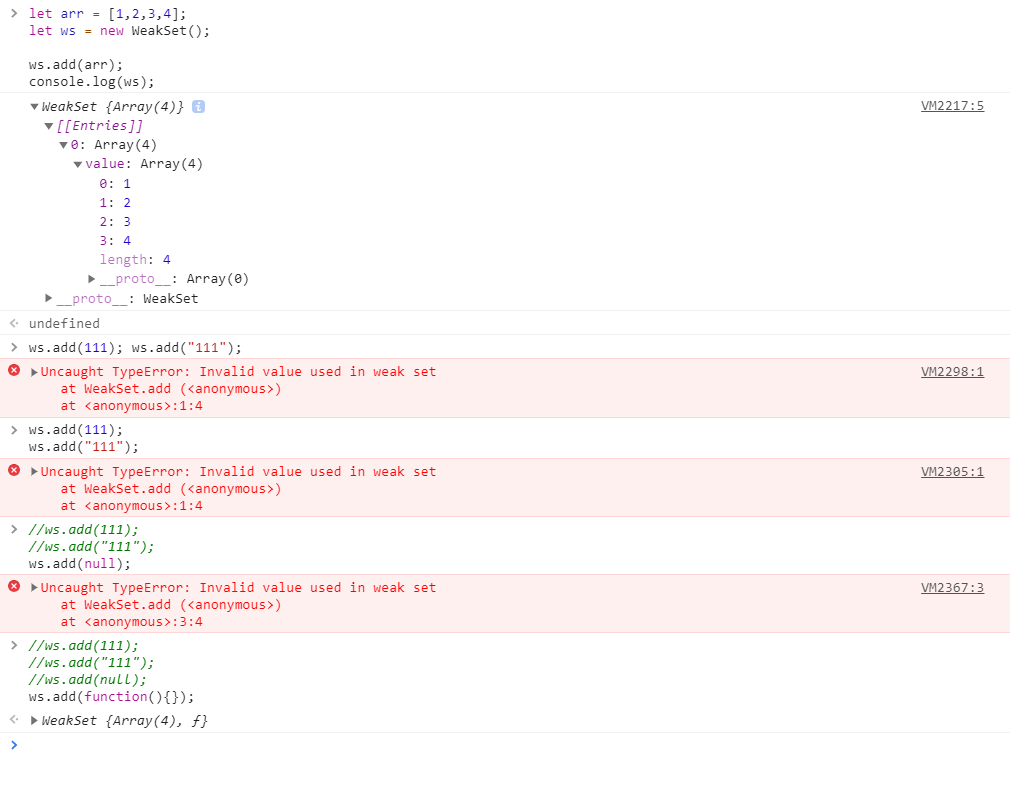 let arr = [1,2,3,4];
let ws = new WeakSet();
ws.add(arr);
console.log(ws);
WeakSet {Array(4)} i VM2217:5
[[Entries]]
0: Array(4)
value: Array(4)
0: 1
1: 2
2: 3
3: 4
length: 4
__proto__: Array(0)
__proto__: WeakSet
undefined
ws.add(111); ws.add("111");
Uncaught TypeError: Invalid value used in weak set VM2298:1
at WeakSet.add (<anonymous>)
at <anonymous>:1:4
ws.add(111);
ws.add("111");
Uncaught TypeError: Invalid value used in weak set VM2305:1
at WeakSet.add (<anonymous>)
at <anonymous>:1:4
//ws.add(111);
//ws.add("111");
ws.add(null);
Uncaught TypeError: Invalid value used in weak set VM2367:3
at WeakSet.add (<anonymous>)
at <anonymous>:3:4
//ws.add(111);
//ws.add("111");
//ws.add(null);
ws.add(function(){});
WeakSet {Array(4), ƒ}